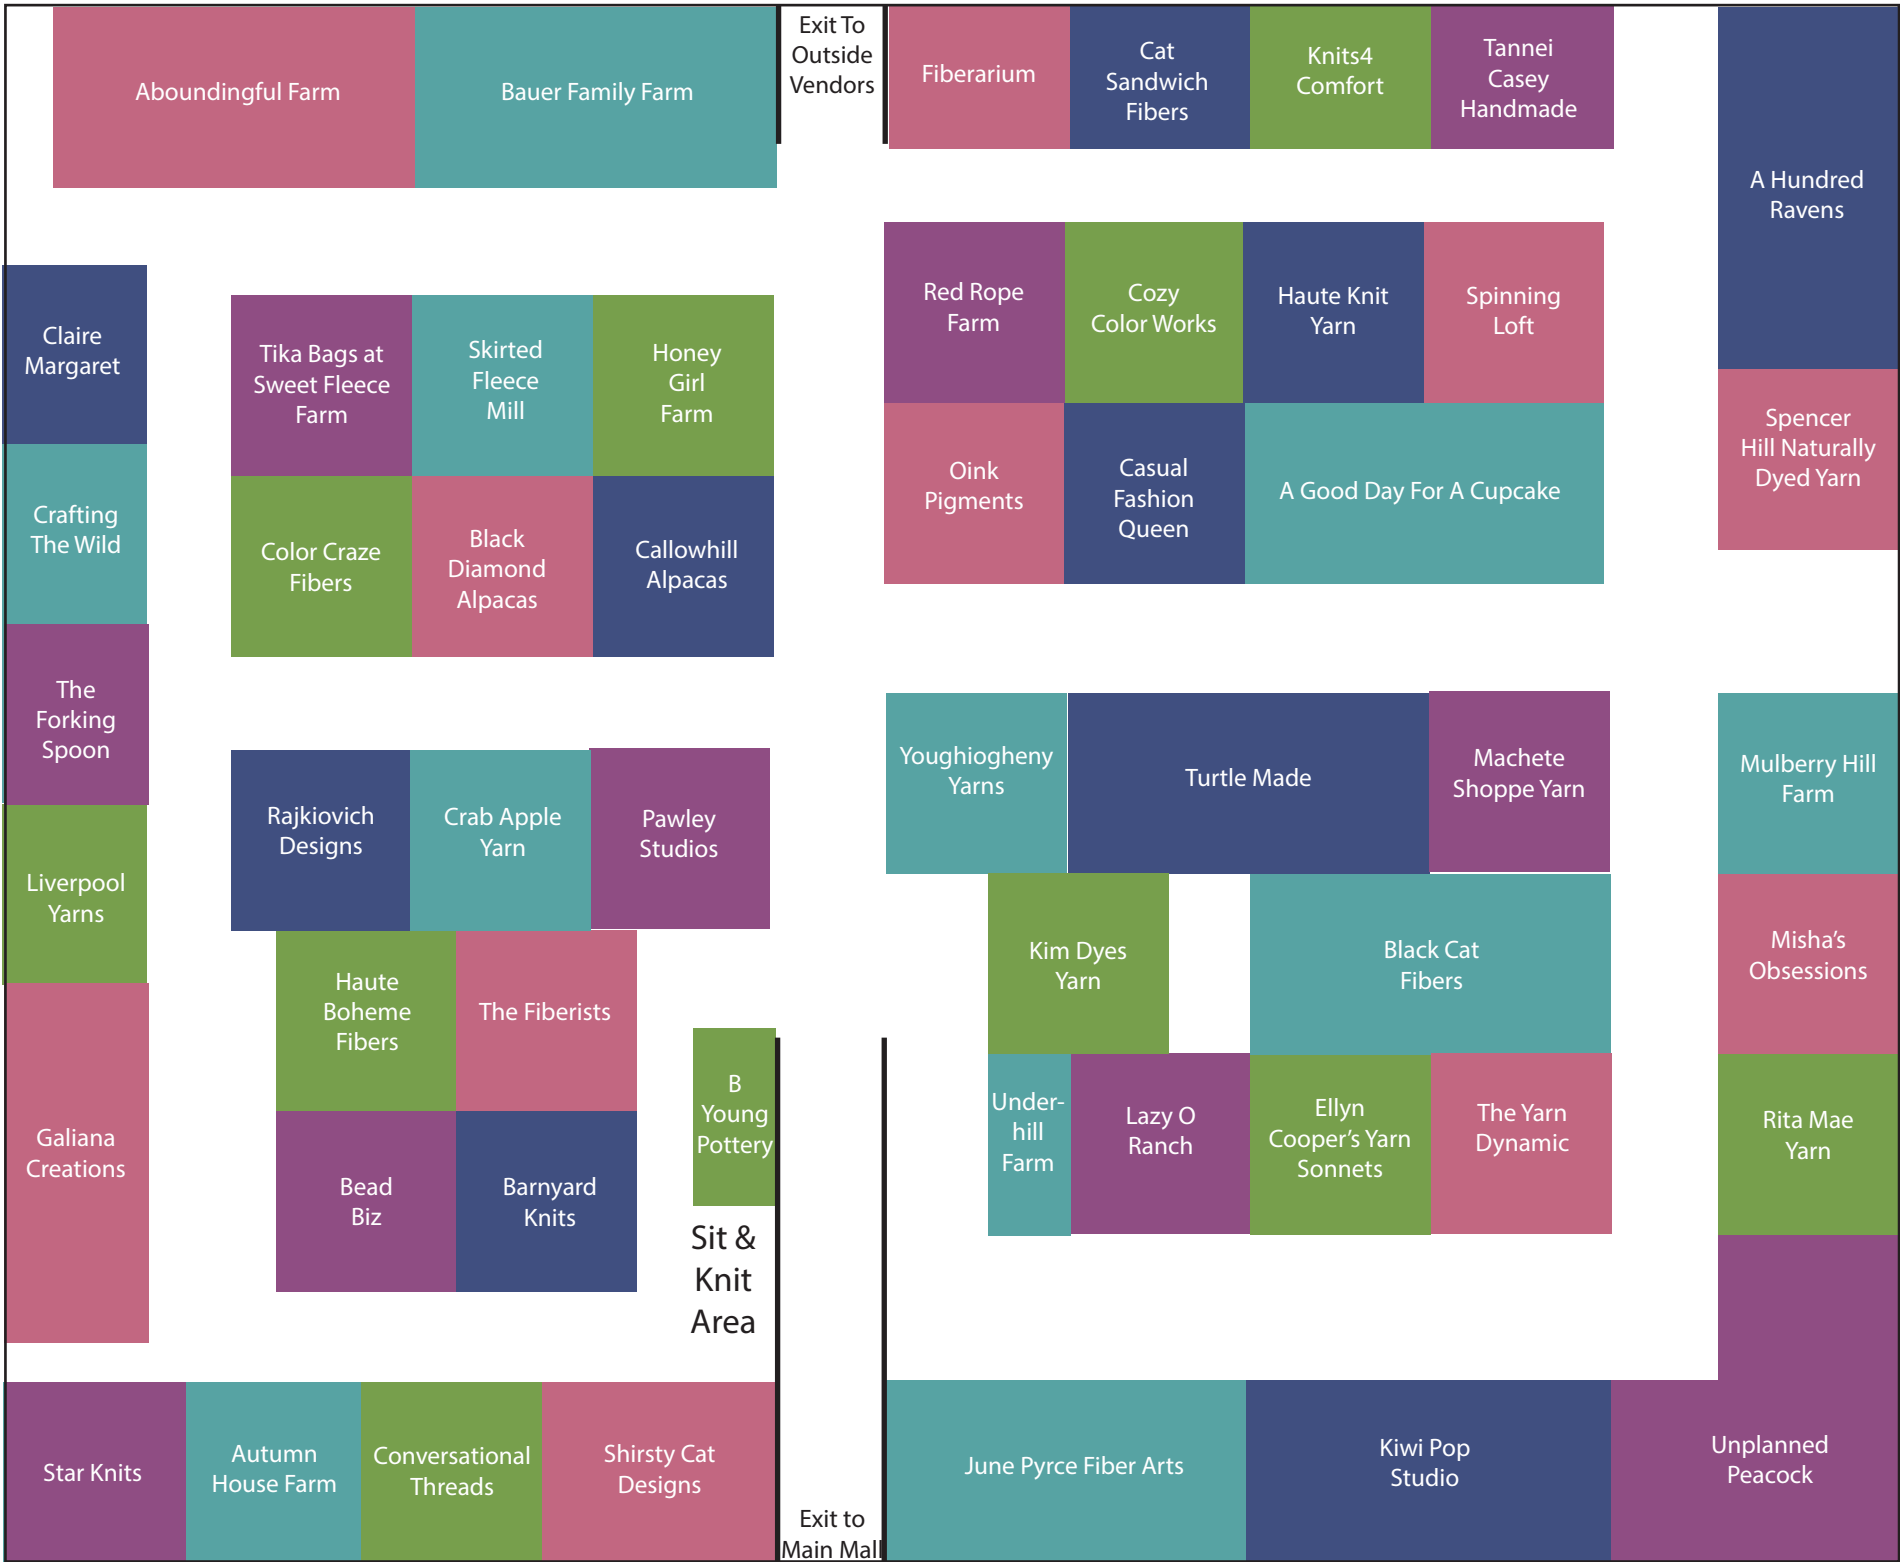 Aboundingful Farm
Bauer Family Farm
Exit To
Outside
Vendors
Fiberarium
Cat
Sandwich
Fibers
Knits4
Comfort
Tannei
Casey
Handmade
A Hundred
Ravens
Spencer
Hill Naturally
Dyed Yarn
Claire
Margaret
Crafting
The Wild
The
Forking
Spoon
Liverpool
Yarns
Galiana
Creations
Tika Bags at
Sweet Fleece
Farm
Skirted
Fleece
Mill
Honey
Girl
Farm
Color Craze
Fibers
Black
Diamond
Alpacas
Callowhill
Alpacas
Red Rope
Farm
Cozy
Color Works
Haute Knit
Yarn
Spinning
Loft
Oink
Pigments
Casual
Fashion
Queen
A Good Day For A Cupcake
Rajkiovich
Designs
Crab Apple
Yarn
Pawley
Studios
Haute
Boheme
Fibers
The Fiberists
Bead
Biz
Barnyard
Knits
B
Young
Pottery
Sit &
Knit
Area
Youghiogheny
Yarns
Turtle Made
Machete
Shoppe Yarn
Kim Dyes
Yarn
Black Cat
Fibers
Under-
hill
Farm
Lazy O
Ranch
Ellyn
Cooper's Yarn
Sonnets
The Yarn
Dynamic
Mulberry Hill
Farm
Misha's
Obsessions
Rita Mae
Yarn
Unplanned
Peacock
Star Knits
Autumn
House Farm
Conversational
Threads
Shirsty Cat
Designs
Exit to
Main Mall
June Pyrce Fiber Arts
Kiwi Pop
Studio